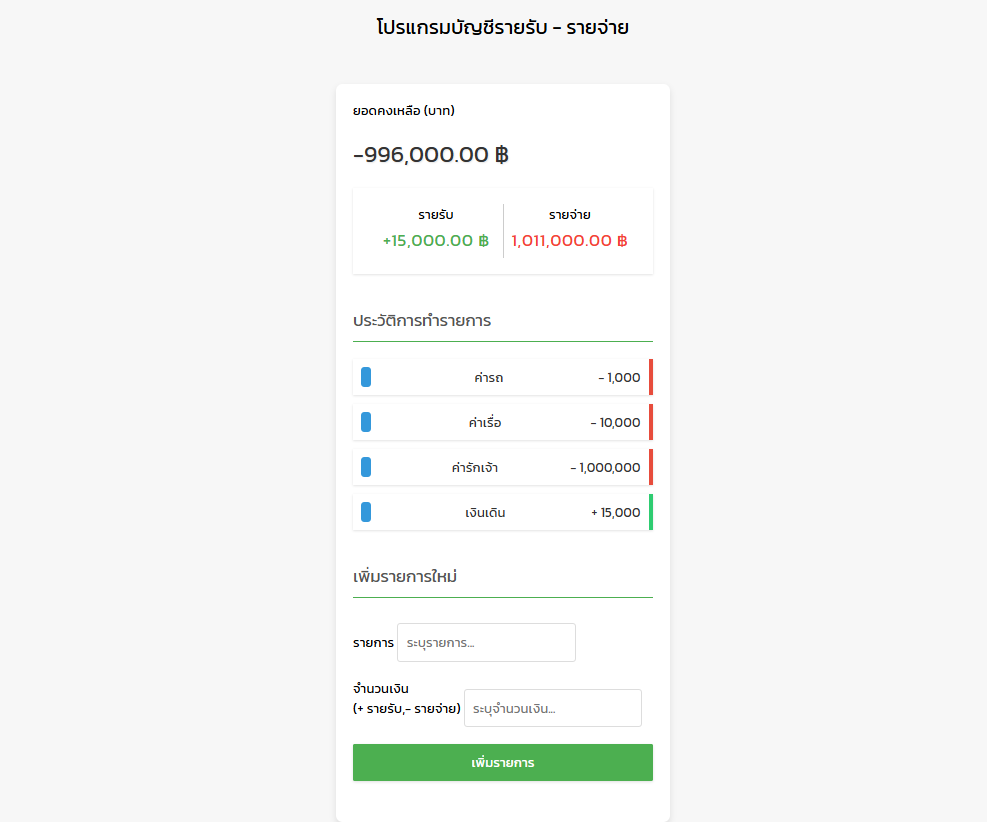 โปรแกรมบัญชีรายรับ - รายจ่าย
ยอดคงเหลือ (บาท)
-996,000.00 ฿
รายรับ รายจ่าย
+15,000.00 ฿ 1,011,000.00 ฿
ประวัติการทำรายการ
ค่ารถ - 1,000
ค่าเรื่อ - 10,000
ค่ารักเจ้า - 1,000,000
เงินเดิน + 15,000
เพิ่มรายการใหม่
รายการ ระบุรายการ...
จำนวนเงิน
(+ รายรับ,- รายจ่าย) ระบุจำนวนเงิน...
เพิ่มรายการ